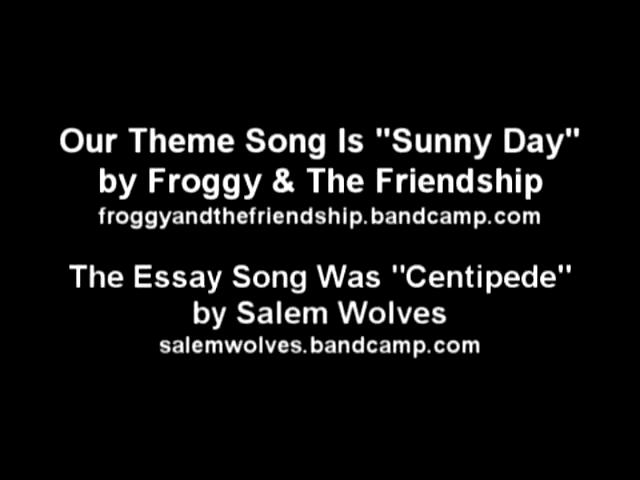 Our Theme Song Is "Sunny Day"
by Froggy & The Friendship
froggyandthefriendship.bandcamp.com
The Essay Song Was "Centipede"
by Salem Wolves
salemwolves.bandcamp.com